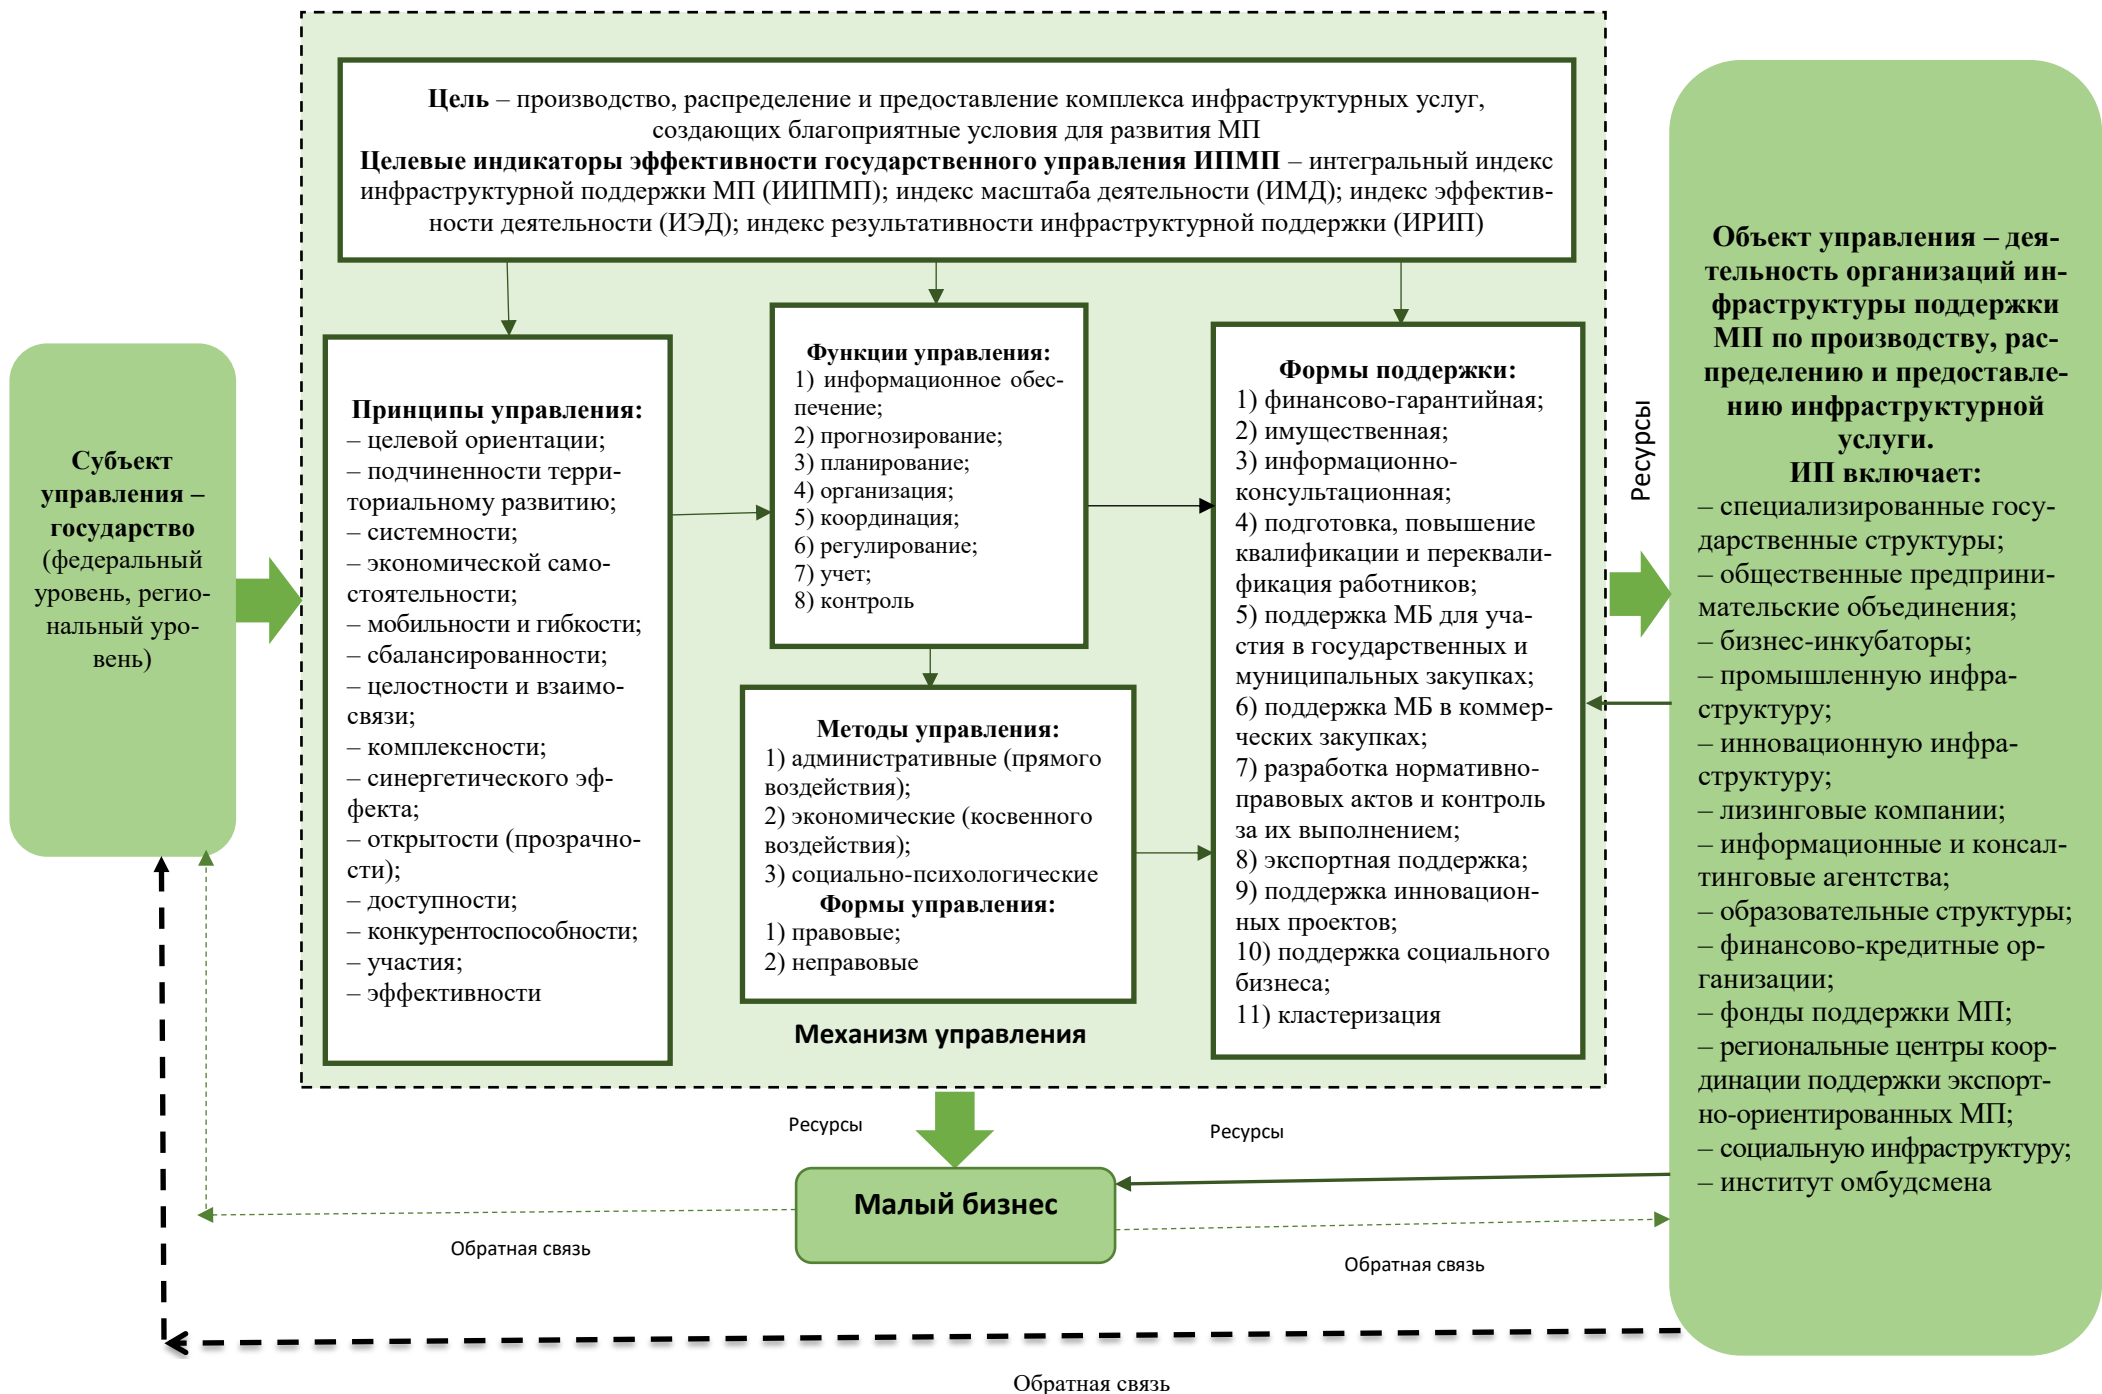 Цель – производство, распределение и предоставление комплекса инфраструктурных услуг,
создающих благоприятные условия для развития МП
Целевые индикаторы эффективности государственного управления ИПМП – интегральный индекс
инфраструктурной поддержки МП (ИИПМП); индекс масштаба деятельности (ИМД); индекс эффектив-
ности деятельности (ИЭД); индекс результативности инфраструктурной поддержки (ИРИП)
Субъект
управления –
государство
(федеральный
уровень, регио-
нальный уро-
вень)
Принципы управления:
– целевой ориентации;
– подчиненности терри-
ториальному развитию;
– системности;
– экономической само-
стоятельности;
– мобильности и гибкости;
– сбалансированности;
– целостности и взаимо-
связи;
– комплексности;
– синергетического эф-
фекта;
– открытости (прозрачно-
сти);
– доступности;
– конкурентоспособности;
– участия;
– эффективности
Функции управления:
1) информационное обес-
печение;
2) прогнозирование;
3) планирование;
4) организация;
5) координация;
6) регулирование;
7) учет;
8) контроль
Методы управления:
1) административные (прямого
воздействия);
2) экономические (косвенного
воздействия);
3) социально-психологические
Формы управления:
1) правовые;
2) неправовые
Механизм управления
Формы поддержки:
1) финансово-гарантийная;
2) имущественная;
3) информационно-
консультационная;
4) подготовка, повышение
квалификации и переквали-
фикация работников;
5) поддержка МБ для уча-
стия в государственных и
муниципальных закупках;
6) поддержка МБ в коммер-
ческих закупках;
7) разработка нормативно-
правовых актов и контроль
за их выполнением;
8) экспортная поддержка;
9) поддержка инновацион-
ных проектов;
10) поддержка социального
бизнеса;
11) кластеризация
Ресурсы
Объект управления – дея-
тельность организаций ин-
фраструктуры поддержки
МП по производству, рас-
пределению и предоставле-
нию инфраструктурной
услуги.
ИП включает:
– специализированные госу-
дарственные структуры;
– общественные предприни-
мательские объединения;
– бизнес-инкубаторы;
– промышленную инфра-
структуру;
– инновационную инфра-
структуру;
– лизинговые компании;
– информационные и консал-
тинговые агентства;
– образовательные структуры;
– финансово-кредитные ор-
ганизации;
– фонды поддержки МП;
– региональные центры коор-
динации поддержки экспорт-
но-ориентированных МП;
– социальную инфраструктуру;
– институт омбудсмена
Ресурсы
Ресурсы
Малый бизнес
Обратная связь
Обратная связь
Обратная связь